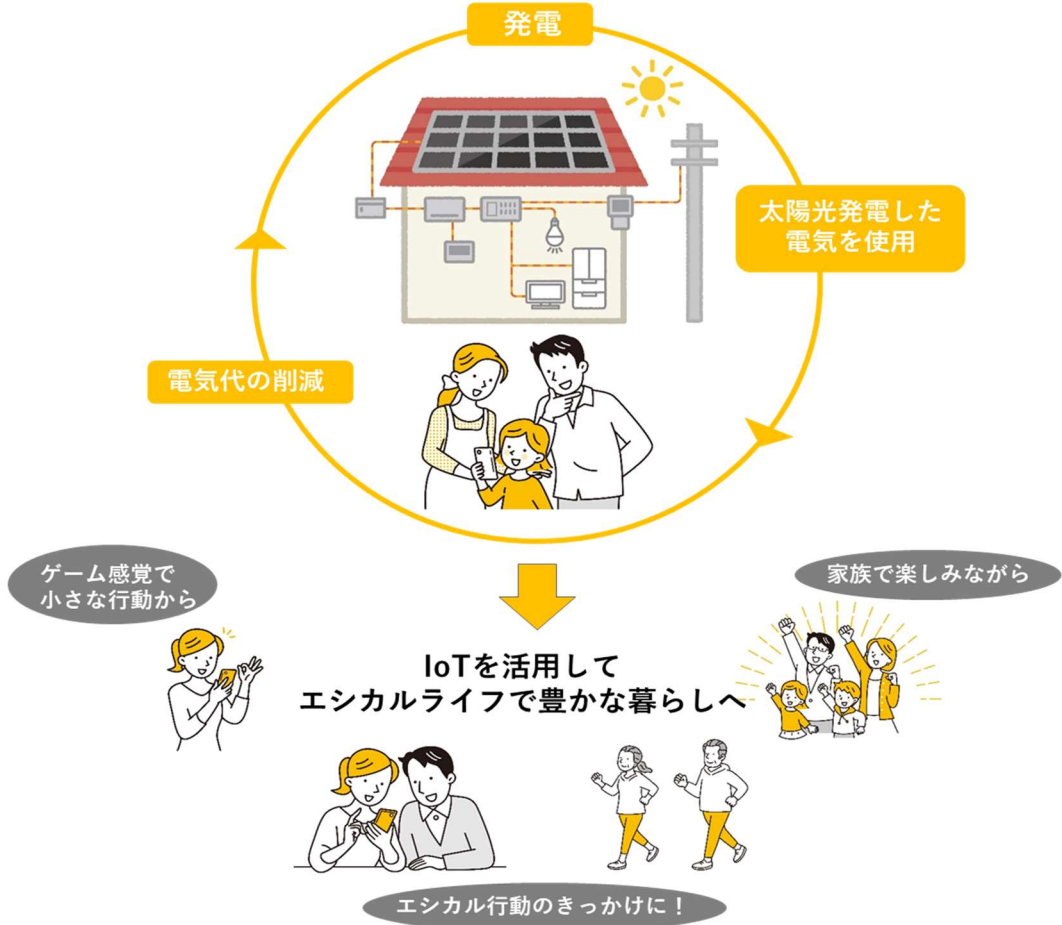 発電
太陽光発電した
電気を使用
電気代の削減
ゲーム感覚で
小さな行動から
家族で楽しみながら
IoTを活用して
エシカルライフで豊かな暮らしへ
エシカル行動のきっかけに！